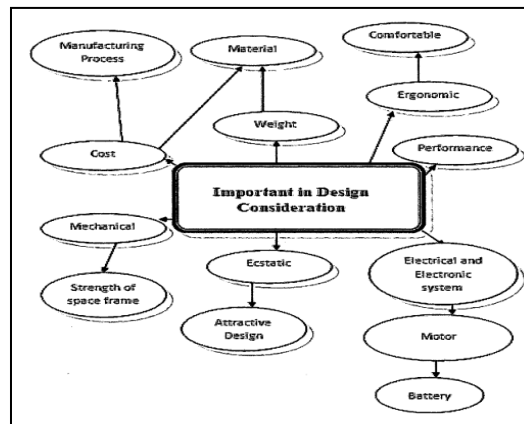 Manufacturing
Process
Material
Comfortable
Ergonomic
Weight
Cost
Performance
Important in Design
Consideration
Mechanical
Ecstatic
Electrical and
Electronic
system
Strength of
space frame
Attractive
Design
Motor
Battery